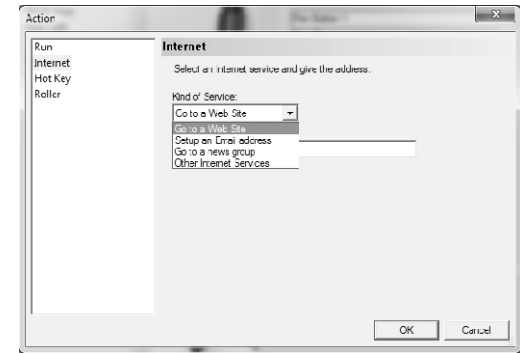 Action
Run
Internet
Hot Key
Roller
Internet
Select an Internet service and give the address.
Kind of Service:
Go to a Web Site
Go to a Web Site
Setup an Email address
Go to a news group
Other Internet Services
OK
Cancel